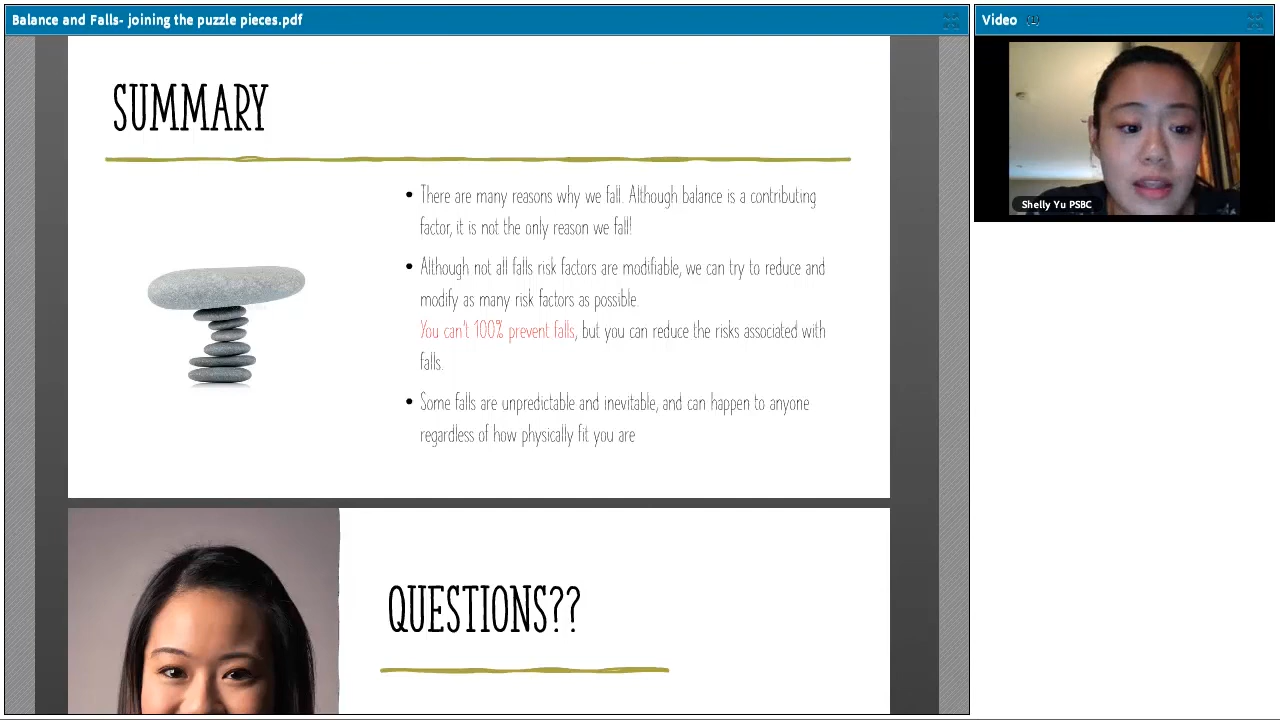 Balance and Falls- joining the puzzle pieces.pdf
Video (1)
SUMMARY
• There are many reasons why we fall. Although balance is a contributing
factor, it is not the only reason we fall!
• Although not all falls risk factors are modifiable, we can try to reduce and
modify as many risk factors as possible.
You can't 100% prevent falls, but you can reduce the risks associated with
falls.
• Some falls are unpredictable and inevitable, and can happen to anyone
regardless of how physically fit you are
Shelly Yu PSBC
QUESTIONS??